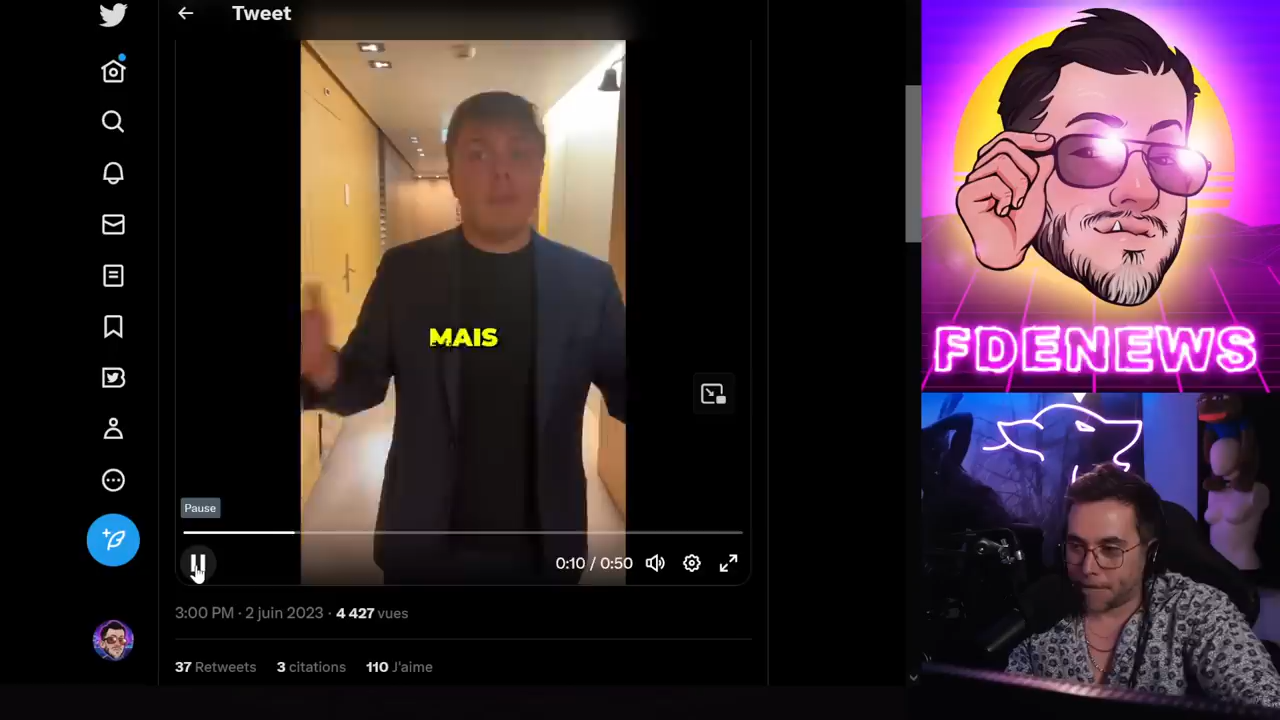 Tweet
MAIS
Pause
0:10 / 0:50
3:00 PM · 2 juin 2023 · 4 427 vues
37 Retweets 3 citations 110 J'aime
FDENEWS